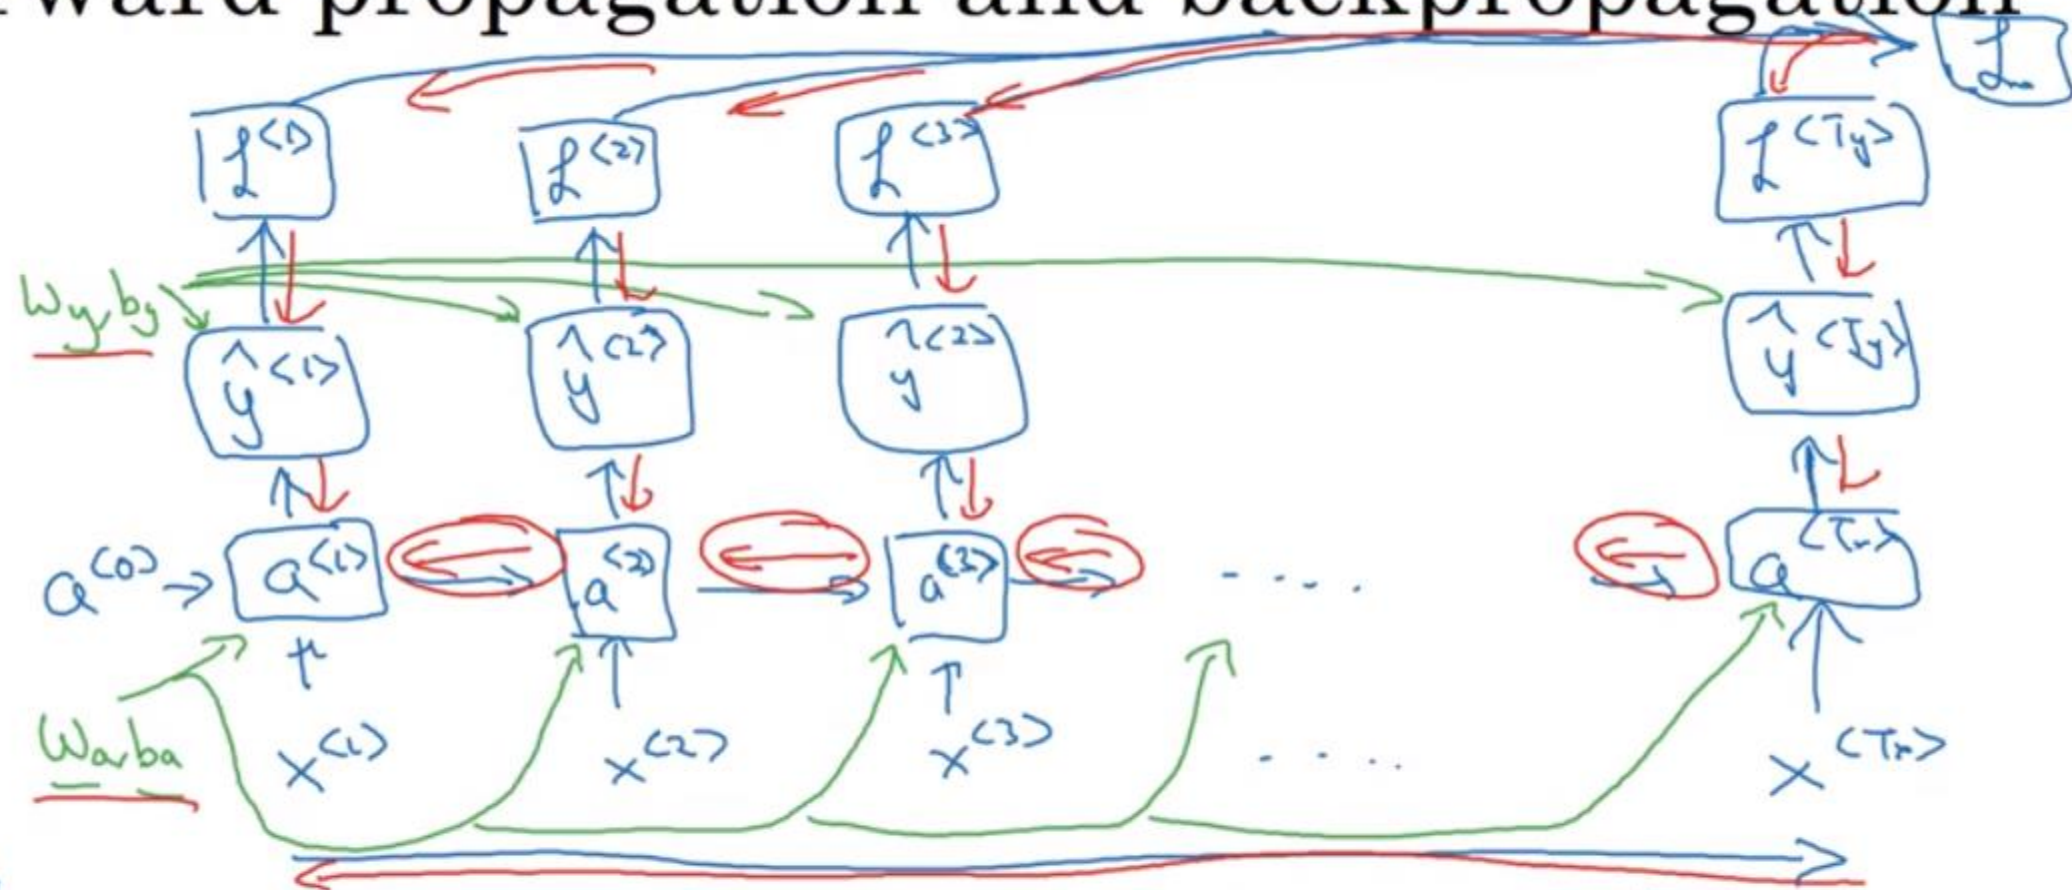 ward propagation and backpropagation
ℒ
ℒ<1> ℒ<2> ℒ<3> ℒ<Ty>
Wy, by
ŷ<1> ŷ<2> ŷ<2> ŷ<Ty>
a<0> → a<1> a<2> a<3> - . . . a<Tx>
Wa, ba
x<1> x<2> x<3> . . . . x<Tx>